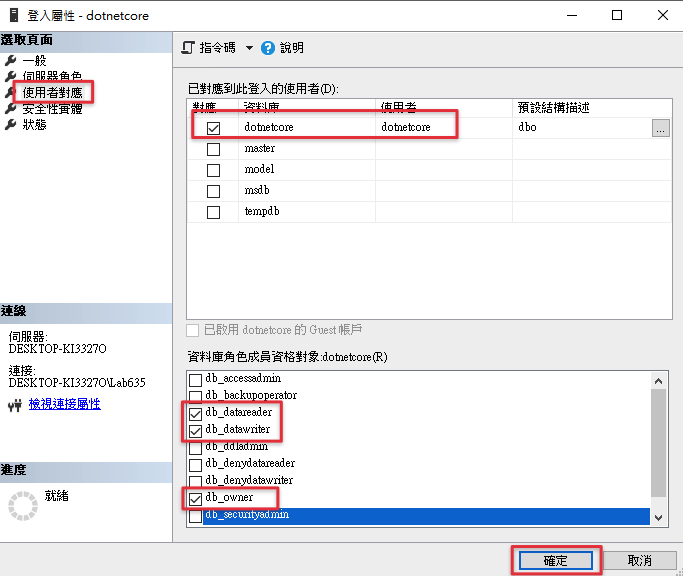 登入屬性 - dotnetcore
選取頁面
一般
伺服器角色
使用者對應
安全性實體
狀態
指令碼 說明
已對應到此登入的使用者(D):
對應 資料庫 使用者 預設結構描述
dotnetcore dotnetcore dbo ...
master
model
msdb
tempdb
已啟用 dotnetcore 的 Guest 帳戶
資料庫角色成員資格對象:dotnetcore(R)
db_accessadmin
db_backupoperator
db_datareader
db_datawriter
db_ddladmin
db_denydatareader
db_denydatawriter
db_owner
db_securityadmin
連線
伺服器:
DESKTOP-KI3327O
連接:
DESKTOP-KI3327O\Lab635
檢視連接屬性
進度
就緒
確定 取消